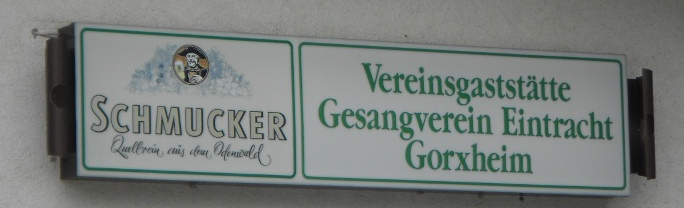 SCHMUCKER
Quellrein aus dem Odenwald
Vereinsgaststätte
Gesangverein Eintracht
Gorxheim